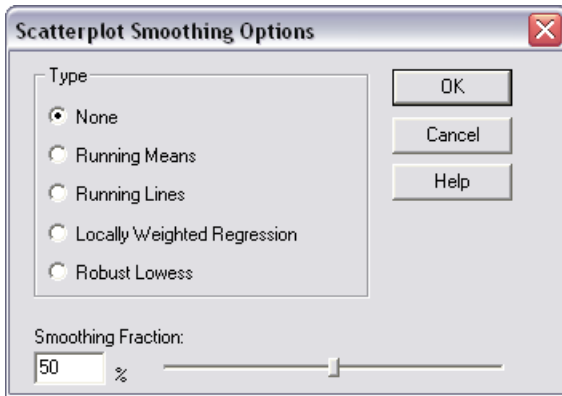 Scatterplot Smoothing Options
Type
None
Running Means
Running Lines
Locally Weighted Regression
Robust Lowess
OK
Cancel
Help
Smoothing Fraction:
50 %